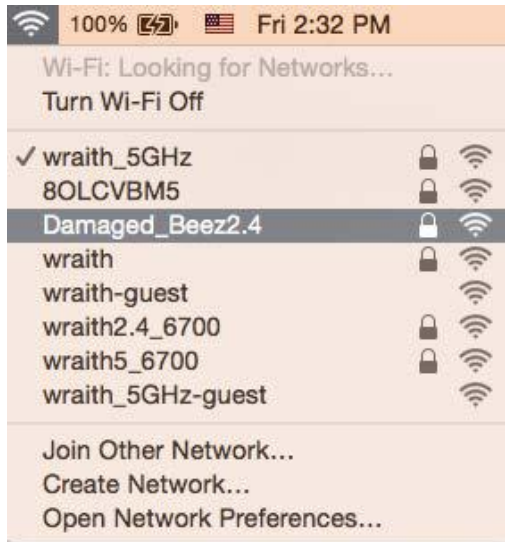 100% Fri 2:32 PM
Wi-Fi: Looking for Networks...
Turn Wi-Fi Off
✓ wraith_5GHz
8OLCVBM5
Damaged_Beez2.4
wraith
wraith-guest
wraith2.4_6700
wraith5_6700
wraith_5GHz-guest
Join Other Network...
Create Network...
Open Network Preferences...